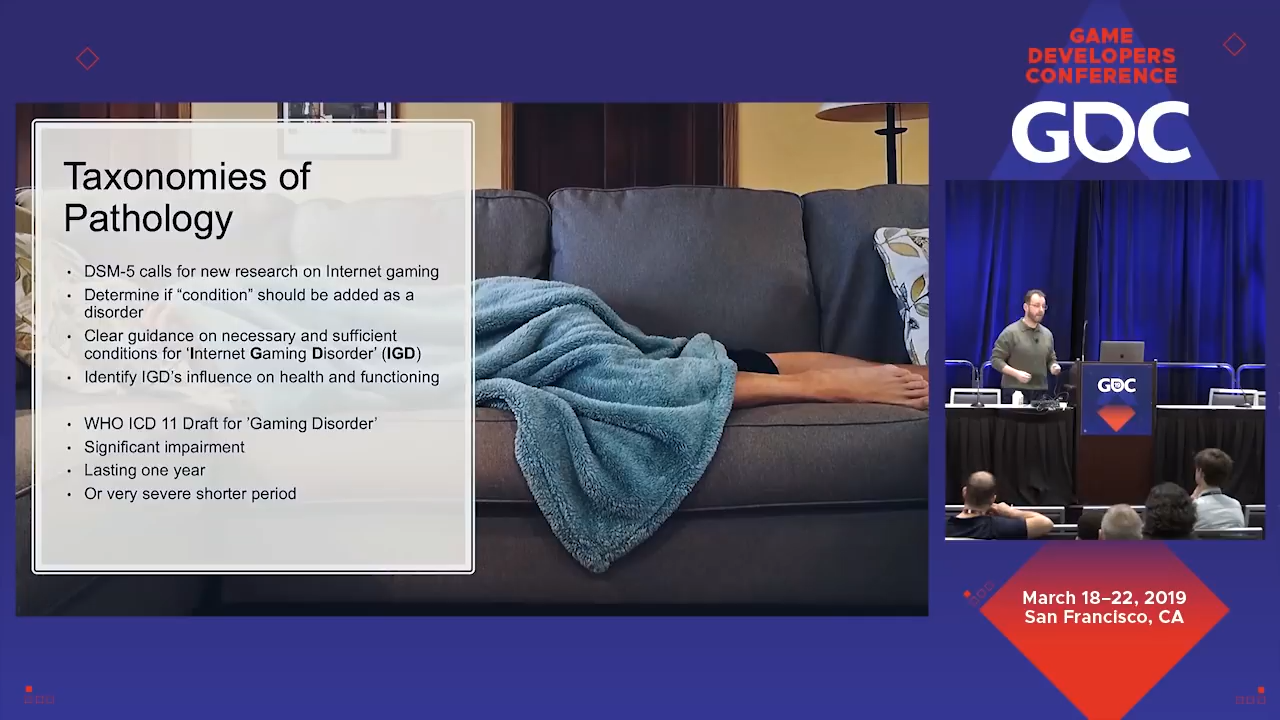 GAME
DEVELOPERS
CONFERENCE
GDC
Taxonomies of
Pathology
• DSM-5 calls for new research on Internet gaming
• Determine if “condition” should be added as a
disorder
• Clear guidance on necessary and sufficient
conditions for ‘Internet Gaming Disorder’ (IGD)
• Identify IGD’s influence on health and functioning
• WHO ICD 11 Draft for ’Gaming Disorder’
• Significant impairment
• Lasting one year
• Or very severe shorter period
GDC
March 18–22, 2019
San Francisco, CA